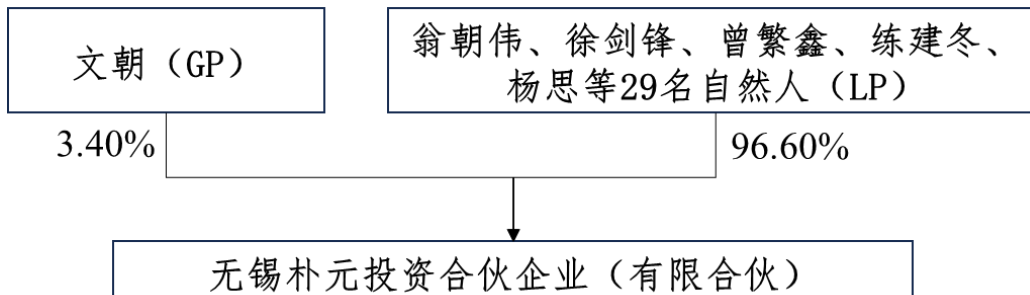 文朝（GP）
翁朝伟、徐剑锋、曾繁鑫、练建冬、
杨思等29名自然人（LP）
3.40%
96.60%
无锡朴元投资合伙企业（有限合伙）